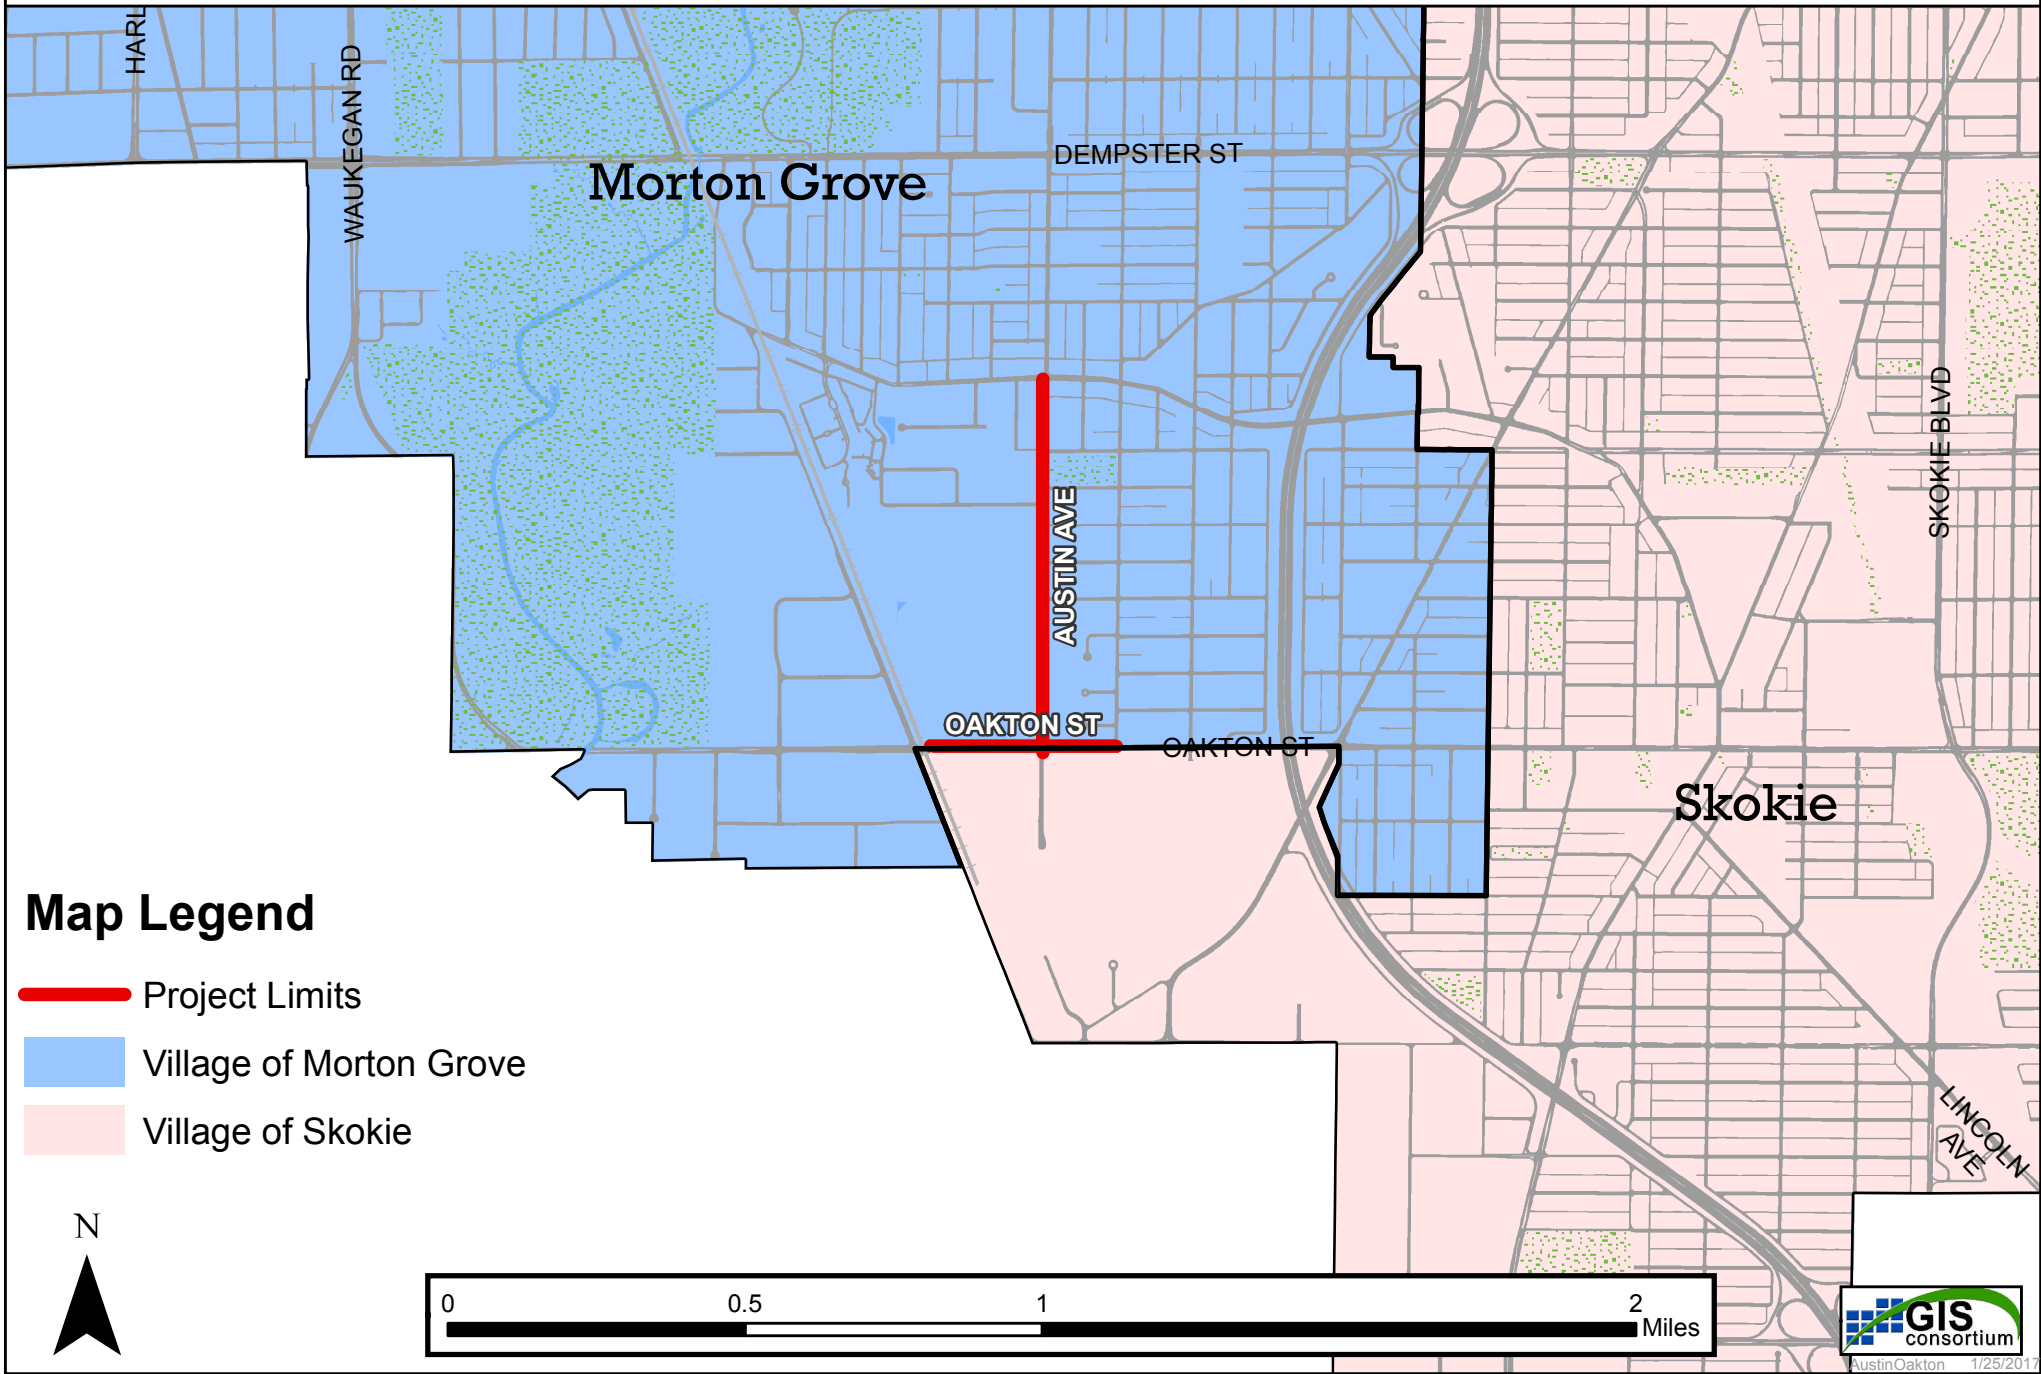 HARL
WAUKEGAN RD
DEMPSTER ST
Morton Grove
SKOKIE BLVD
AUSTIN AVE
OAKTON ST
OAKTON ST
Skokie
Map Legend
Project Limits
Village of Morton Grove
Village of Skokie
LINCOLN
AVE
N
0 0.5 1 2
Miles
GIS
consortium
AustinOakton 1/25/2017